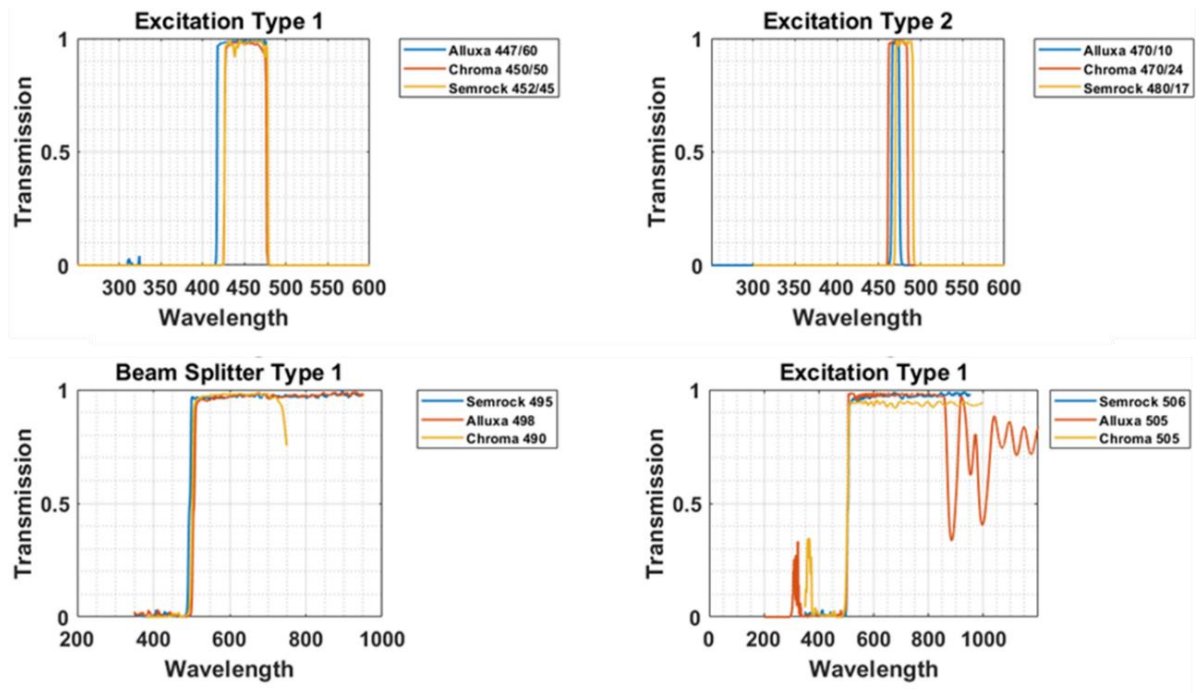 Excitation Type 1
Transmission
1
0.5
0
300 350 400 450 500 550 600
Wavelength
Alluxa 447/60
Chroma 450/50
Semrock 452/45
Excitation Type 2
Transmission
1
0.5
0
300 350 400 450 500 550 600
Wavelength
Alluxa 470/10
Chroma 470/24
Semrock 480/17
Beam Splitter Type 1
Transmission
1
0.5
0
200 400 600 800 1000
Wavelength
Semrock 495
Alluxa 498
Chroma 490
Excitation Type 1
Transmission
1
0.5
0
0 200 400 600 800 1000
Wavelength
Semrock 506
Alluxa 505
Chroma 505